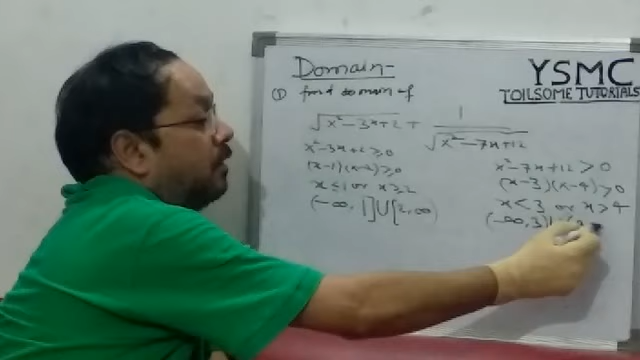 Domain-
YSMC
TOILSOME TUTORIALS
① find domain of
√x²-3x+2 + 1/√x²-7x+12
x²-3x+2≥0
(x-1)(x-2)≥0
x≤1 or x≥2
(-∞, 1]∪[2,∞)
x²-7x+12>0
(x-3)(x-4)>0
x<3 or x>4
(-∞,3)